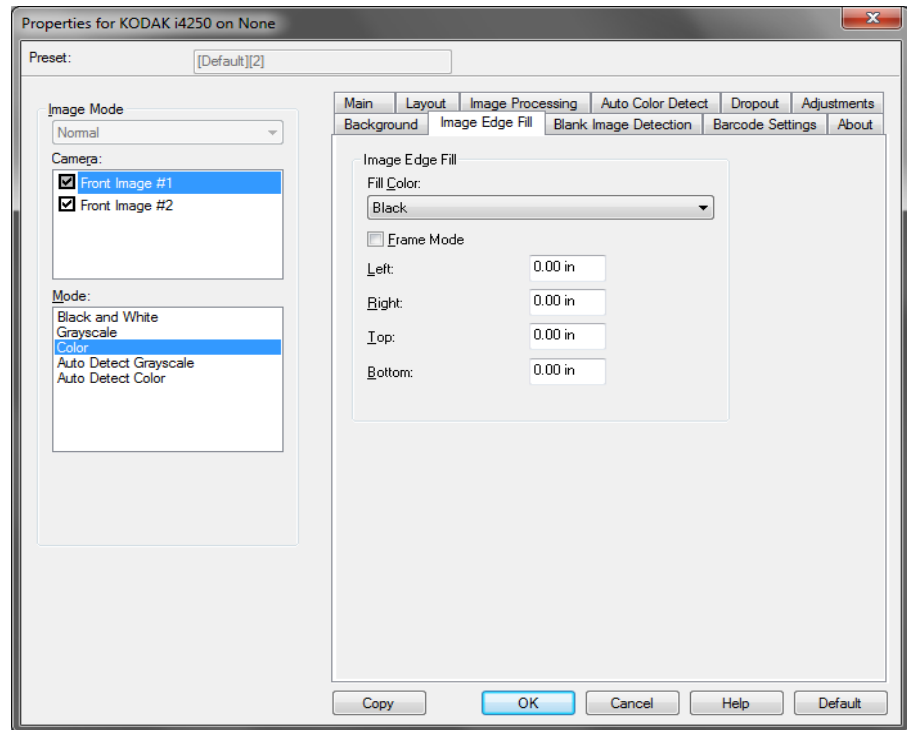 Properties for KODAK i4250 on None
Preset: [Default][2]
Image Mode
Normal
Camera:
Front Image #1
Front Image #2
Mode:
Black and White
Grayscale
Color
Auto Detect Grayscale
Auto Detect Color
Main Layout Image Processing Auto Color Detect Dropout Adjustments
Background Image Edge Fill Blank Image Detection Barcode Settings About
Image Edge Fill
Fill Color:
Black
Frame Mode
Left: 0.00 in
Right: 0.00 in
Top: 0.00 in
Bottom: 0.00 in
Copy OK Cancel Help Default